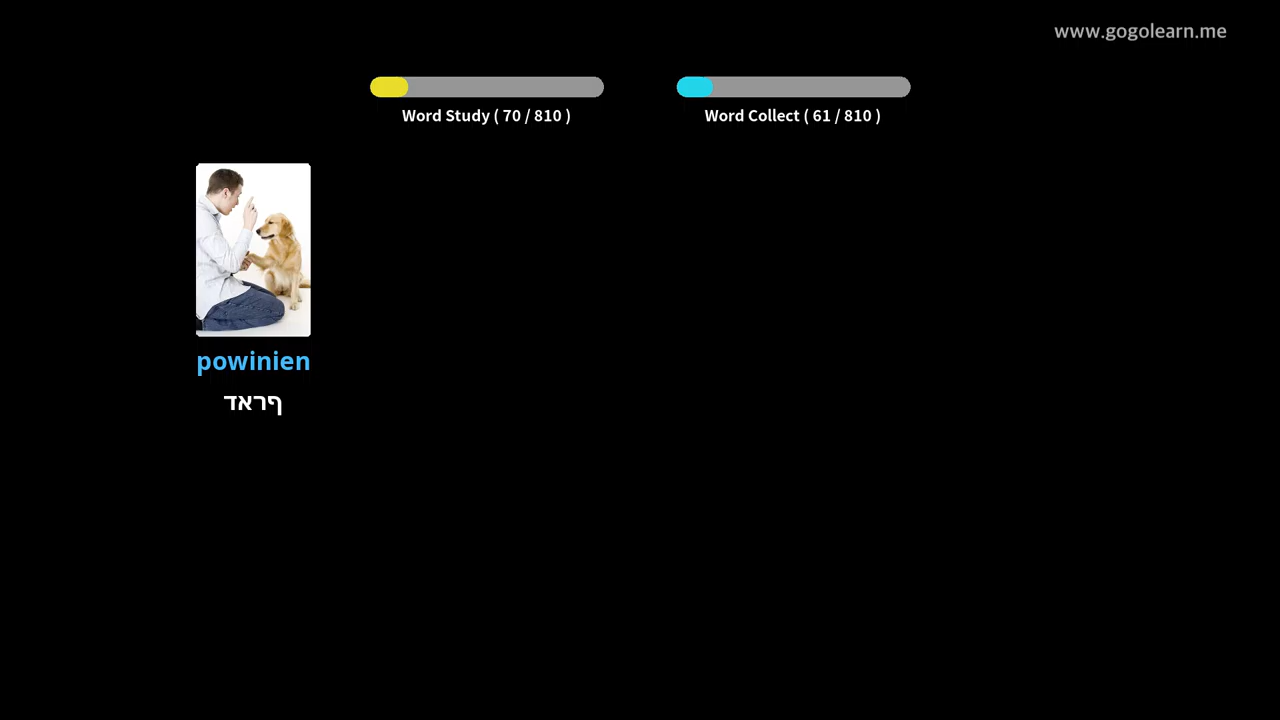 www.gogolearn.me
Word Study ( 70 / 810 )
Word Collect ( 61 / 810 )
powinien
ףראד